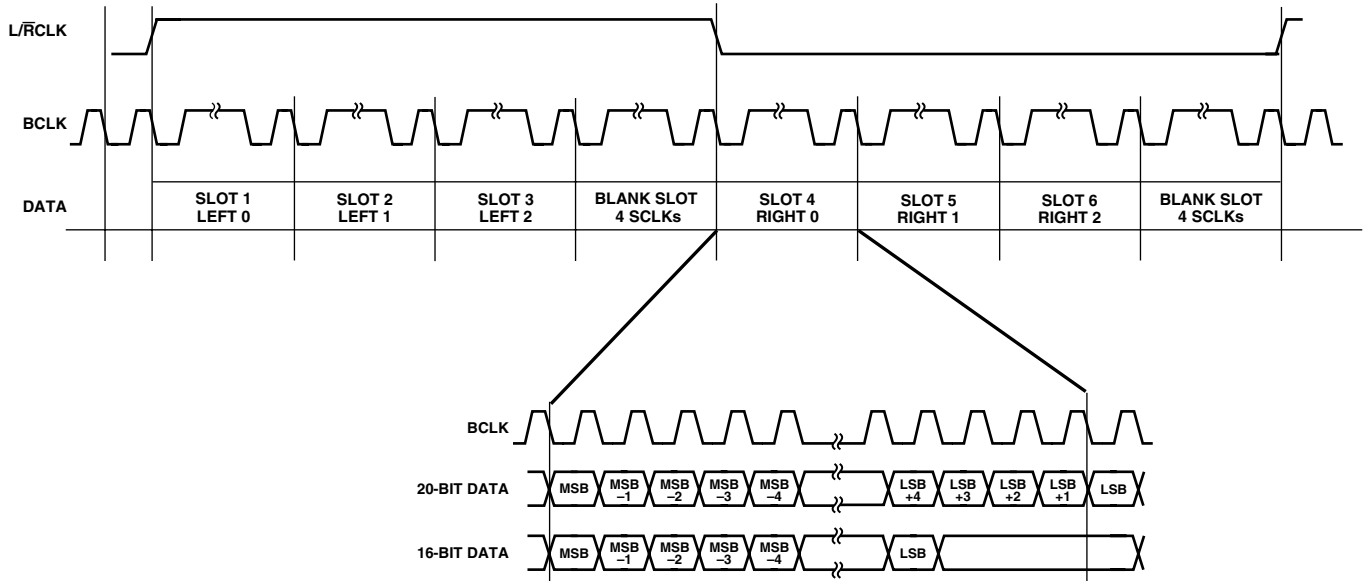 L/R̅CLK
BCLK
DATA
SLOT 1
LEFT 0
SLOT 2
LEFT 1
SLOT 3
LEFT 2
BLANK SLOT
4 SCLKs
SLOT 4
RIGHT 0
SLOT 5
RIGHT 1
SLOT 6
RIGHT 2
BLANK SLOT
4 SCLKs
BCLK
20-BIT DATA
MSB
MSB
–1
MSB
–2
MSB
–3
MSB
–4
LSB
+4
LSB
+3
LSB
+2
LSB
+1
LSB
16-BIT DATA
MSB
MSB
–1
MSB
–2
MSB
–3
MSB
–4
LSB